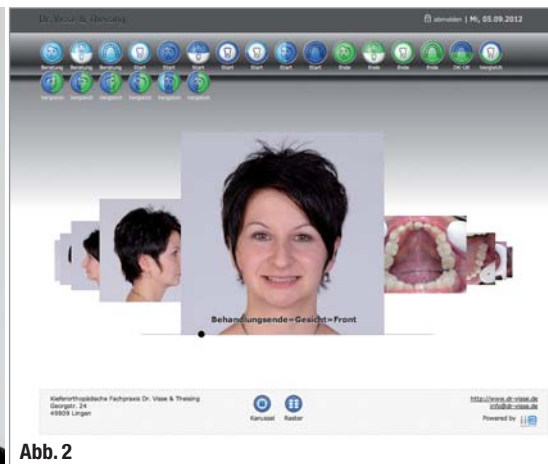 Dr. Visse & Theising
abmelden | Mi, 05.09.2012
Beratung Beratung Beratung Start Start Start Start Start Start Start Ende Ende Ende Ende OK-UK Vergleich
Vergleich Vergleich Vergleich Vergleich Vergleich Vergleich
Behandlungsende=Gesicht=Front
Kieferorthopädische Fachpraxis Dr. Visse & Theising
Georgstr. 24
49809 Lingen
Karussel Raster
http://www.dr-visse.de
info@dr-visse.de
Powered by
Abb. 2